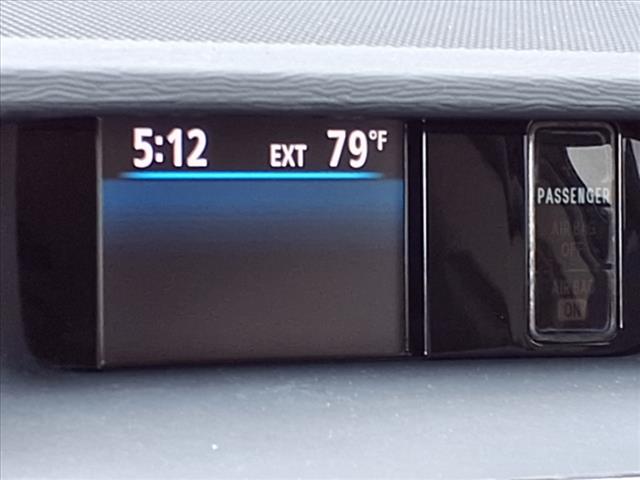 5:12 EXT 79°F
PASSENGER
AIR BAG
OFF
AIR BAG
ON